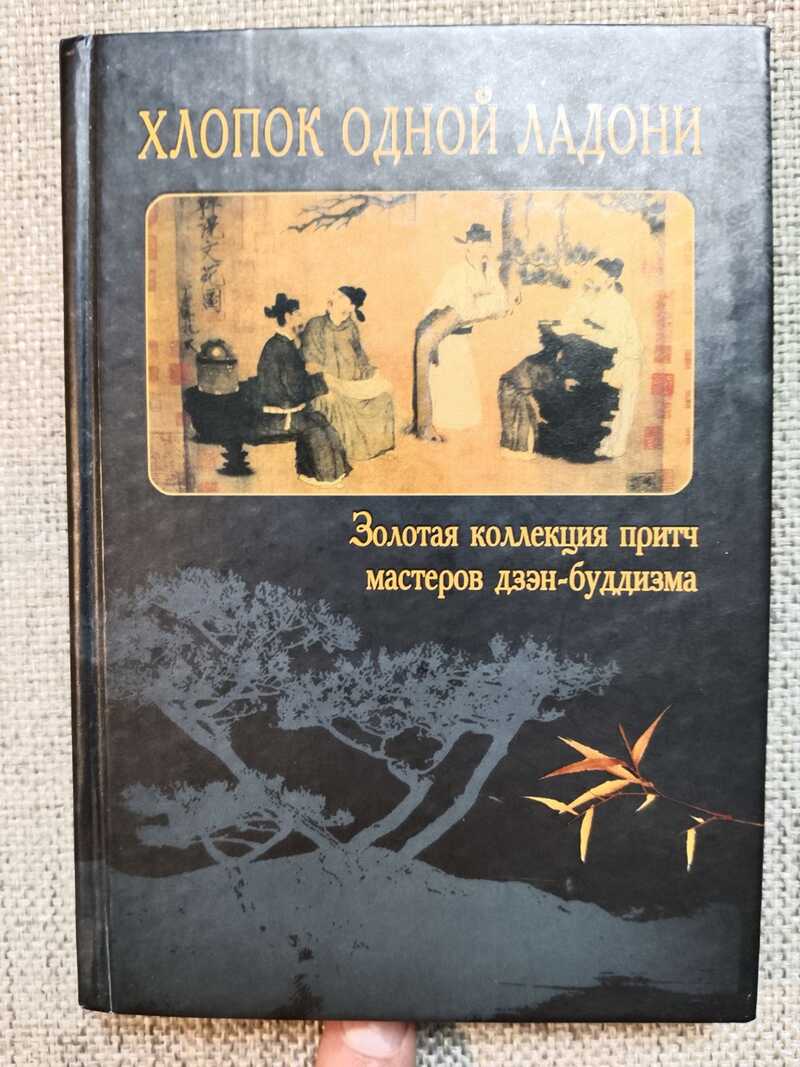 ХЛОПОК ОДНОЙ ЛАДОНИ
Золотая коллекция притч
мастеров дзэн-буддизма